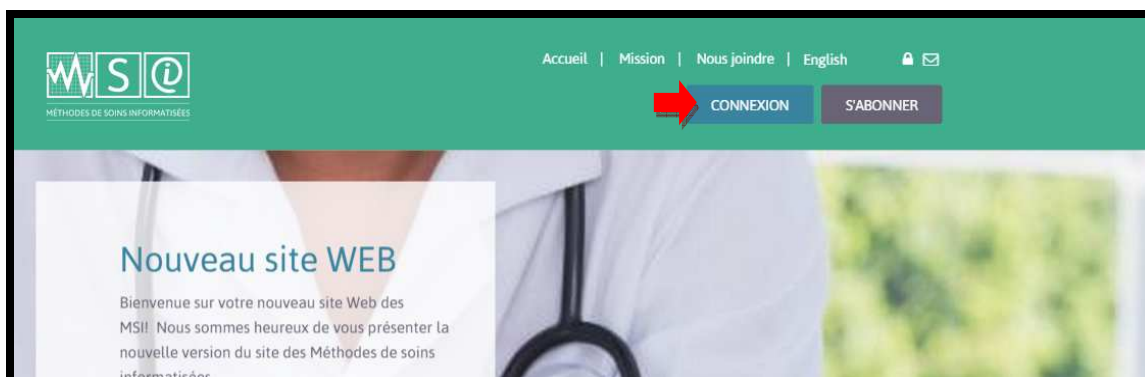 MSi
MÉTHODES DE SOINS INFORMATISÉES
Accueil | Mission | Nous joindre | English
CONNEXION
S'ABONNER
Nouveau site WEB
Bienvenue sur votre nouveau site Web des
MSI! Nous sommes heureux de vous présenter la
nouvelle version du site des Méthodes de soins
informatisées